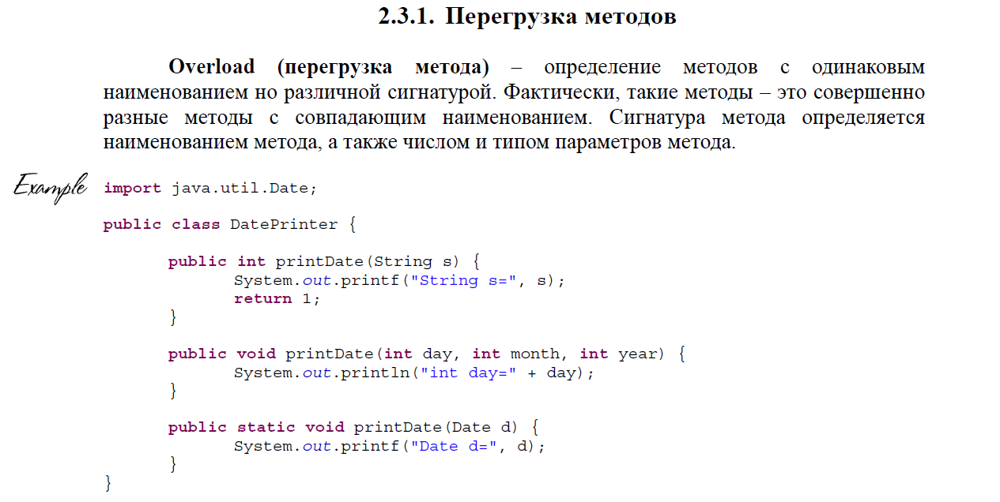 2.3.1. Перегрузка методов
Overload (перегрузка метода) – определение методов с одинаковым
наименованием но различной сигнатурой. Фактически, такие методы – это совершенно
разные методы с совпадающим наименованием. Сигнатура метода определяется
наименованием метода, а также числом и типом параметров метода.
Example import java.util.Date;
public class DatePrinter {
public int printDate(String s) {
System.out.printf("String s=", s);
return 1;
}
public void printDate(int day, int month, int year) {
System.out.println("int day=" + day);
}
public static void printDate(Date d) {
System.out.printf("Date d=", d);
}
}